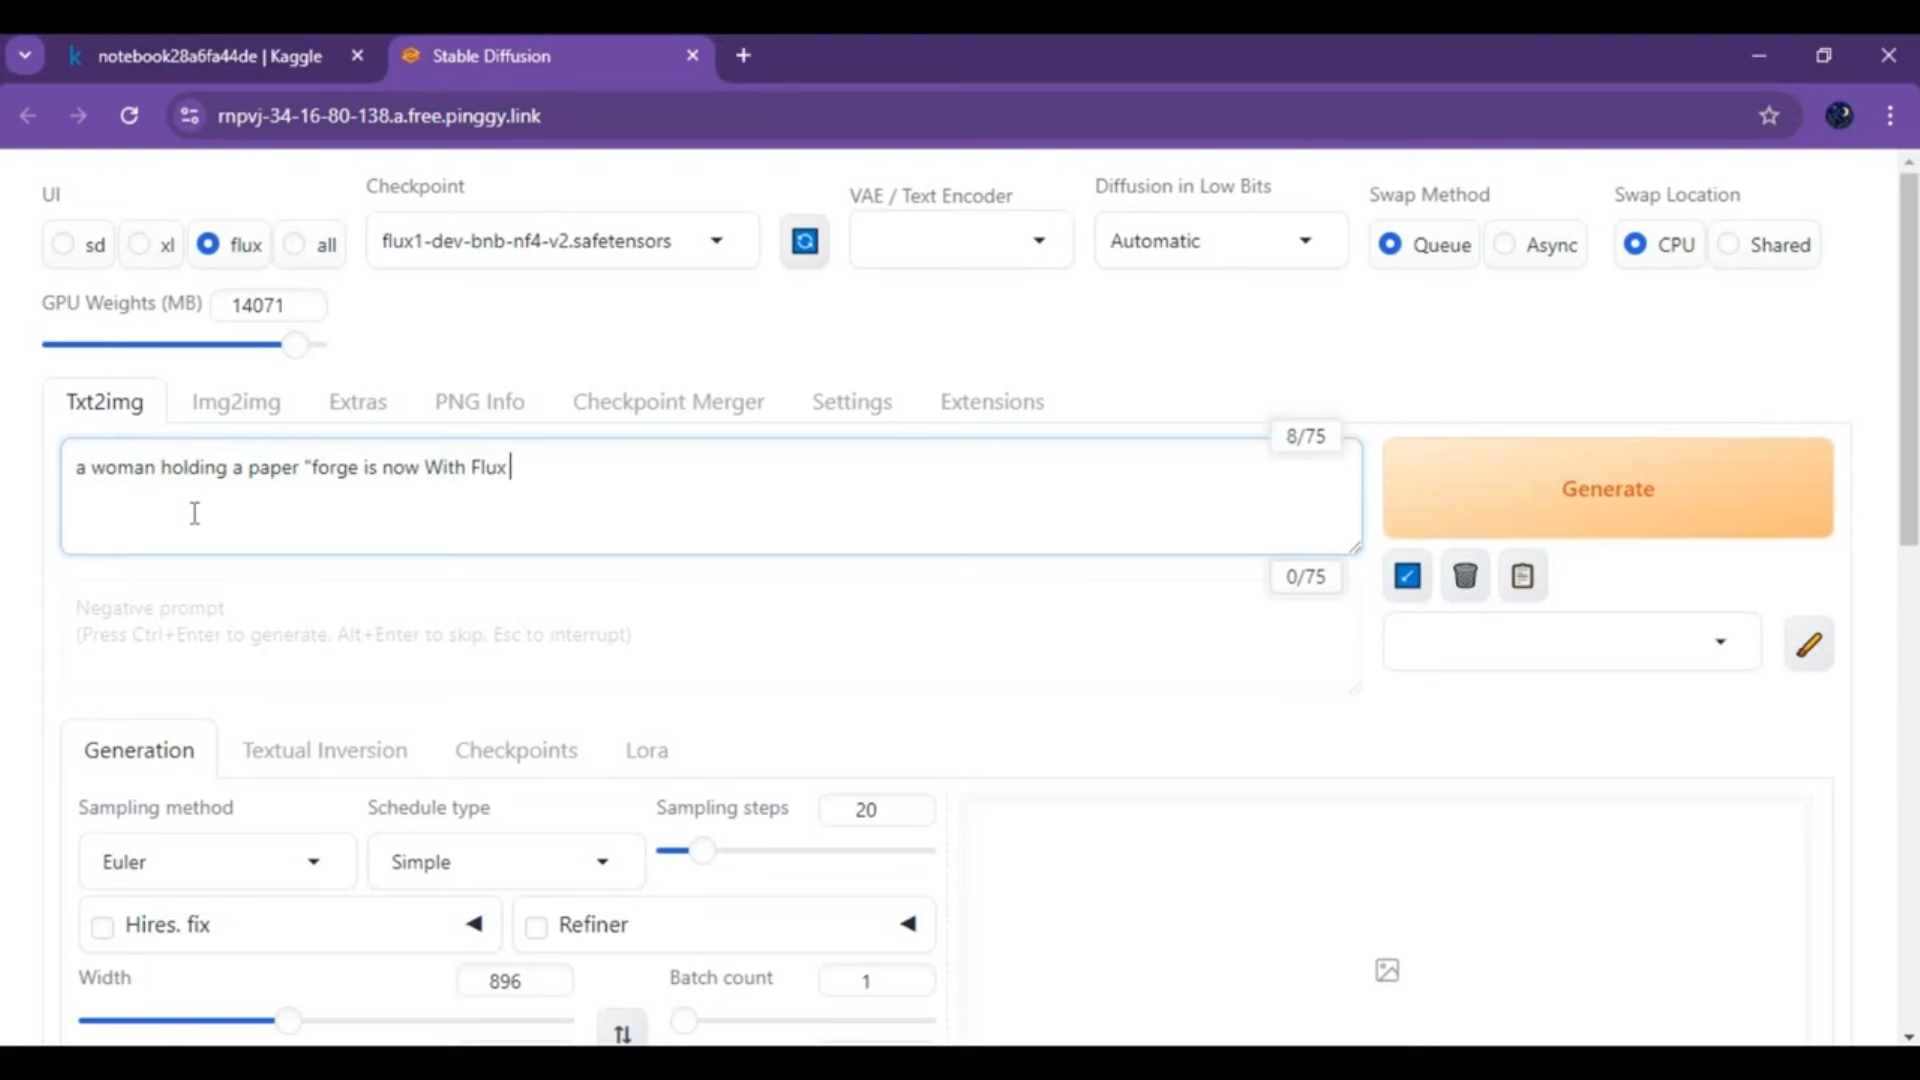 notebook28a6fa44de | Kaggle
Stable Diffusion
rnpvj-34-16-80-138.a.free.pinggy.link
UI
Checkpoint
VAE / Text Encoder
Diffusion in Low Bits
Swap Method
Swap Location
sd
xl
flux
all
flux1-dev-bnb-nf4-v2.safetensors
Automatic
Queue
Async
CPU
Shared
GPU Weights (MB)
14071
Txt2img
Img2img
Extras
PNG Info
Checkpoint Merger
Settings
Extensions
8/75
a woman holding a paper "forge is now With Flux
Generate
0/75
Negative prompt
(Press Ctrl+Enter to generate. Alt+Enter to skip. Esc to interrupt)
Generation
Textual Inversion
Checkpoints
Lora
Sampling method
Schedule type
Sampling steps
20
Euler
Simple
Hires. fix
Refiner
Width
896
Batch count
1